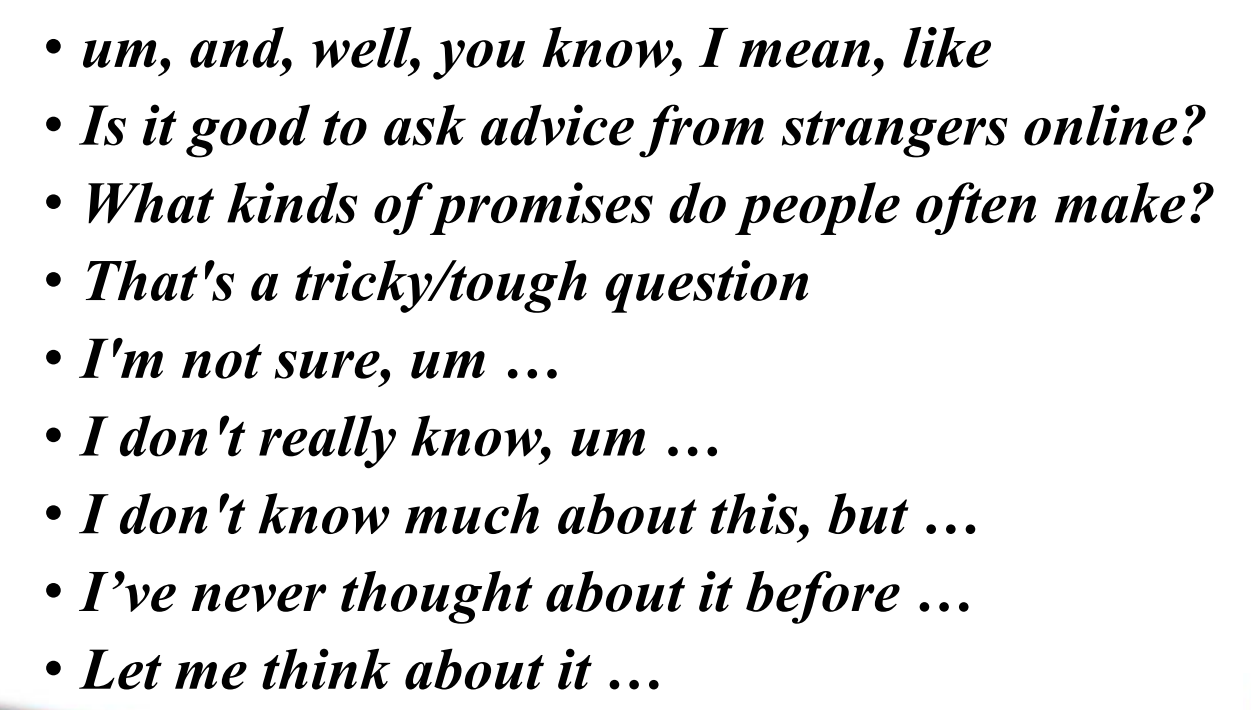 • um, and, well, you know, I mean, like
• Is it good to ask advice from strangers online?
• What kinds of promises do people often make?
• That's a tricky/tough question
• I'm not sure, um …
• I don't really know, um …
• I don't know much about this, but …
• I’ve never thought about it before …
• Let me think about it …